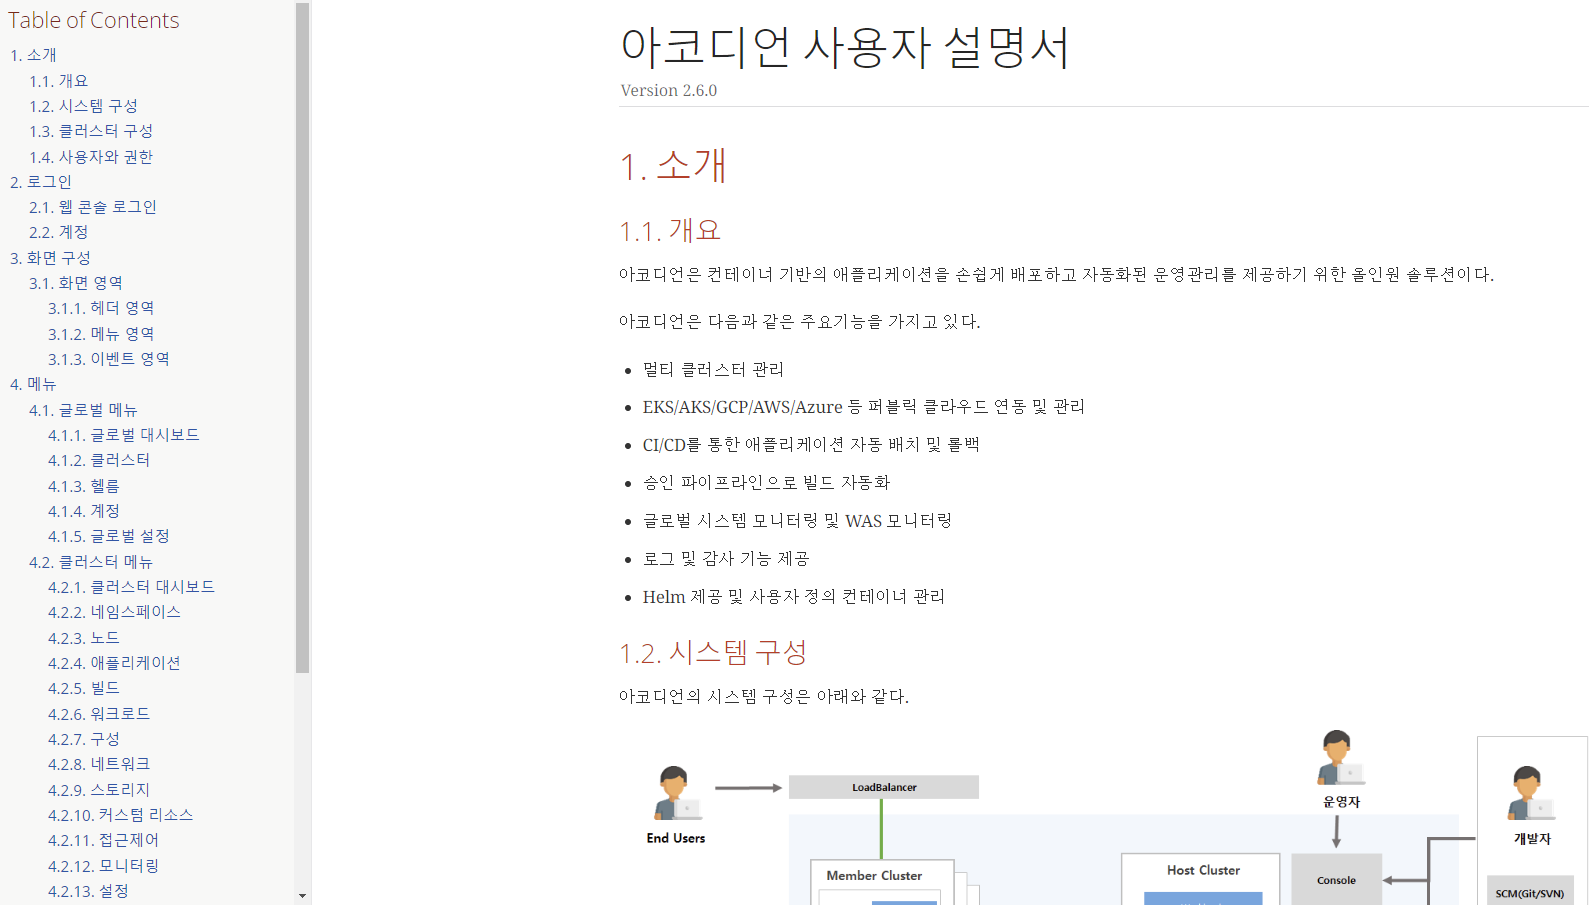 Table of Contents
1. 소개
1.1. 개요
1.2. 시스템 구성
1.3. 클러스터 구성
1.4. 사용자와 권한
2. 로그인
2.1. 웹 콘솔 로그인
2.2. 계정
3. 화면 구성
3.1. 화면 영역
3.1.1. 헤더 영역
3.1.2. 메뉴 영역
3.1.3. 이벤트 영역
4. 메뉴
4.1. 글로벌 메뉴
4.1.1. 글로벌 대시보드
4.1.2. 클러스터
4.1.3. 헬름
4.1.4. 계정
4.1.5. 글로벌 설정
4.2. 클러스터 메뉴
4.2.1. 클러스터 대시보드
4.2.2. 네임스페이스
4.2.3. 노드
4.2.4. 애플리케이션
4.2.5. 빌드
4.2.6. 워크로드
4.2.7. 구성
4.2.8. 네트워크
4.2.9. 스토리지
4.2.10. 커스텀 리소스
4.2.11. 접근제어
4.2.12. 모니터링
4.2.13. 설정
아코디언 사용자 설명서
Version 2.6.0
1. 소개
1.1. 개요
아코디언은 컨테이너 기반의 애플리케이션을 손쉽게 배포하고 자동화된 운영관리를 제공하기 위한 올인원 솔루션이다.
아코디언은 다음과 같은 주요기능을 가지고 있다.
멀티 클러스터 관리
EKS/AKS/GCP/AWS/Azure 등 퍼블릭 클라우드 연동 및 관리
CI/CD를 통한 애플리케이션 자동 배치 및 롤백
승인 파이프라인으로 빌드 자동화
글로벌 시스템 모니터링 및 WAS 모니터링
로그 및 감사 기능 제공
Helm 제공 및 사용자 정의 컨테이너 관리
1.2. 시스템 구성
아코디언의 시스템 구성은 아래와 같다.
LoadBalancer
End Users
운영자
개발자
Member Cluster
Host Cluster
Console
SCM(Git/SVN)